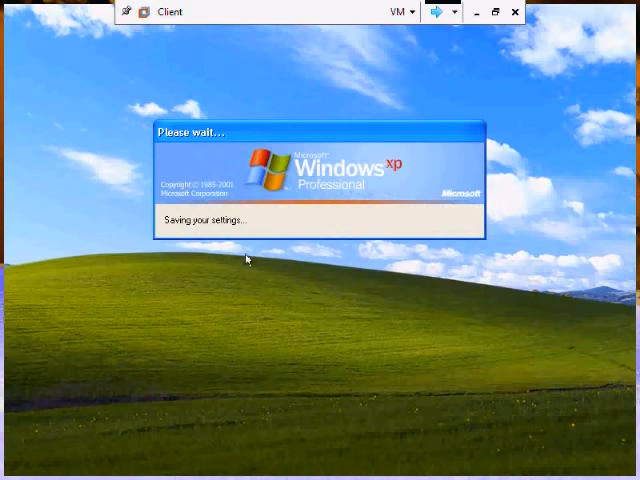 Client
VM
Please wait...
Microsoft®
Windows xp
Professional
Copyright © 1985-2001
Microsoft Corporation
Microsoft
Saving your settings...